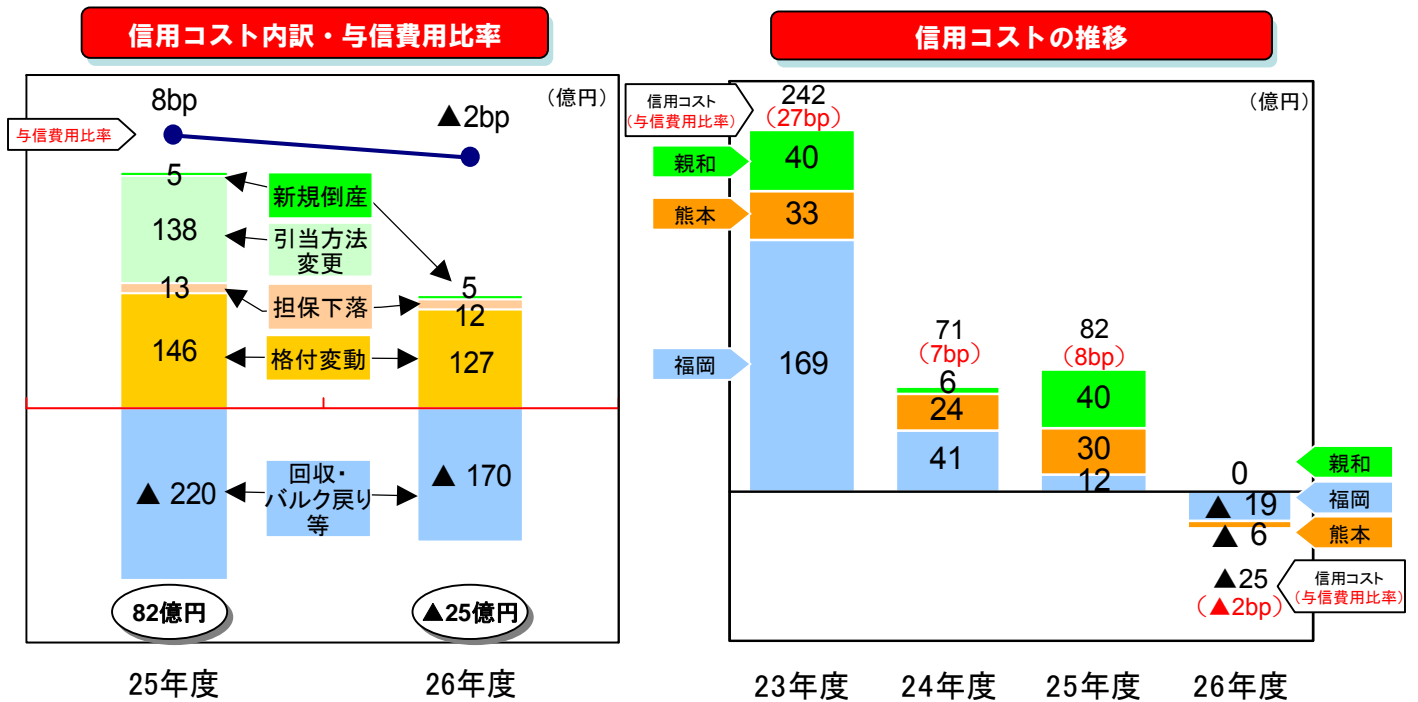 信用コスト内訳・与信費用比率
（億円）
8bp
▲2bp
与信費用比率
5
新規倒産
138
引当方法
変更
13
担保下落
5
12
146
格付変動
127
▲ 220
回収・
バルク戻り
等
▲ 170
82億円
▲25億円
25年度
26年度
信用コストの推移
信用コスト
（与信費用比率）
242
（27bp）
（億円）
親和
40
熊本
33
福岡
169
71
（7bp）
6
24
41
82
（8bp）
40
30
12
0
親和
▲ 19
福岡
▲ 6
熊本
▲25
（▲2bp）
信用コスト
（与信費用比率）
23年度
24年度
25年度
26年度